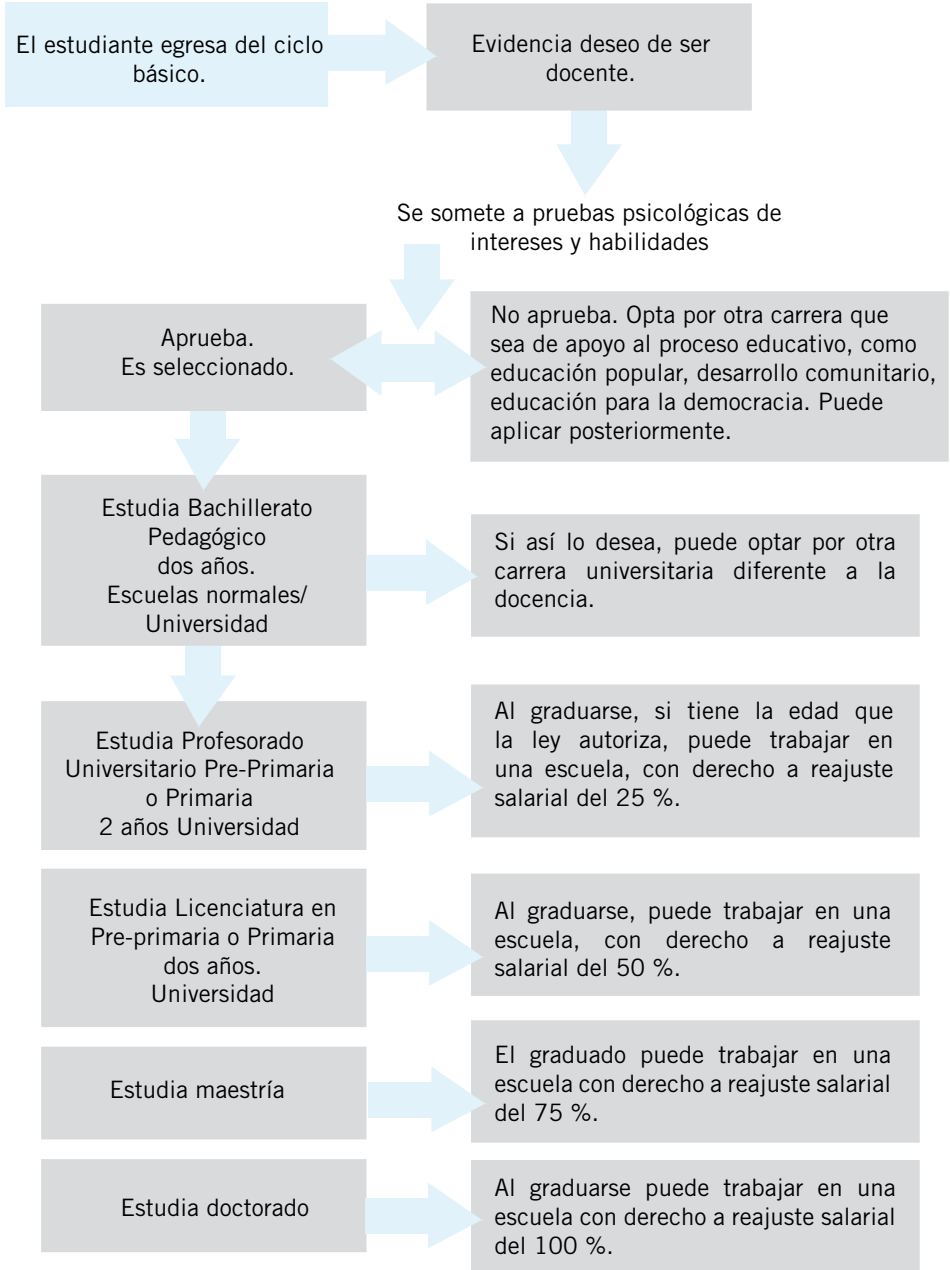 El estudiante egresa del ciclo
básico.
Evidencia deseo de ser
docente.
Se somete a pruebas psicológicas de
intereses y habilidades
Aprueba.
Es seleccionado.
No aprueba. Opta por otra carrera que
sea de apoyo al proceso educativo, como
educación popular, desarrollo comunitario,
educación para la democracia. Puede
aplicar posteriormente.
Estudia Bachillerato
Pedagógico
dos años.
Escuelas normales/
Universidad
Si así lo desea, puede optar por otra
carrera universitaria diferente a la
docencia.
Estudia Profesorado
Universitario Pre-Primaria
o Primaria
2 años Universidad
Al graduarse, si tiene la edad que
la ley autoriza, puede trabajar en
una escuela, con derecho a reajuste
salarial del 25 %.
Estudia Licenciatura en
Pre-primaria o Primaria
dos años.
Universidad
Al graduarse, puede trabajar en una
escuela, con derecho a reajuste
salarial del 50 %.
Estudia maestría
El graduado puede trabajar en una
escuela con derecho a reajuste salarial
del 75 %.
Estudia doctorado
Al graduarse puede trabajar en una
escuela con derecho a reajuste salarial
del 100 %.